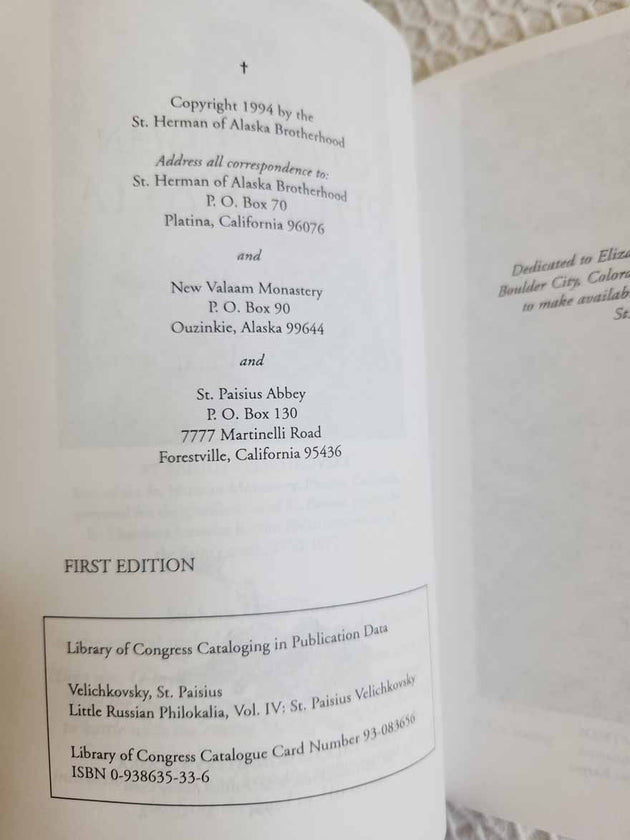 Copyright 1994 by the
St. Herman of Alaska Brotherhood
Address all correspondence to:
St. Herman of Alaska Brotherhood
P. O. Box 70
Platina, California 96076
and
New Valaam Monastery
P. O. Box 90
Ouzinkie, Alaska 99644
and
St. Paisius Abbey
P. O. Box 130
7777 Martinelli Road
Forestville, California 95436
FIRST EDITION
Library of Congress Cataloging in Publication Data
Velichkovsky, St. Paisius
Little Russian Philokalia, Vol. IV: St. Paisius Velichkovsky
Library of Congress Catalogue Card Number 93-083656
ISBN 0-938635-33-6
Dedicated to
Boulder City,
to make
St.